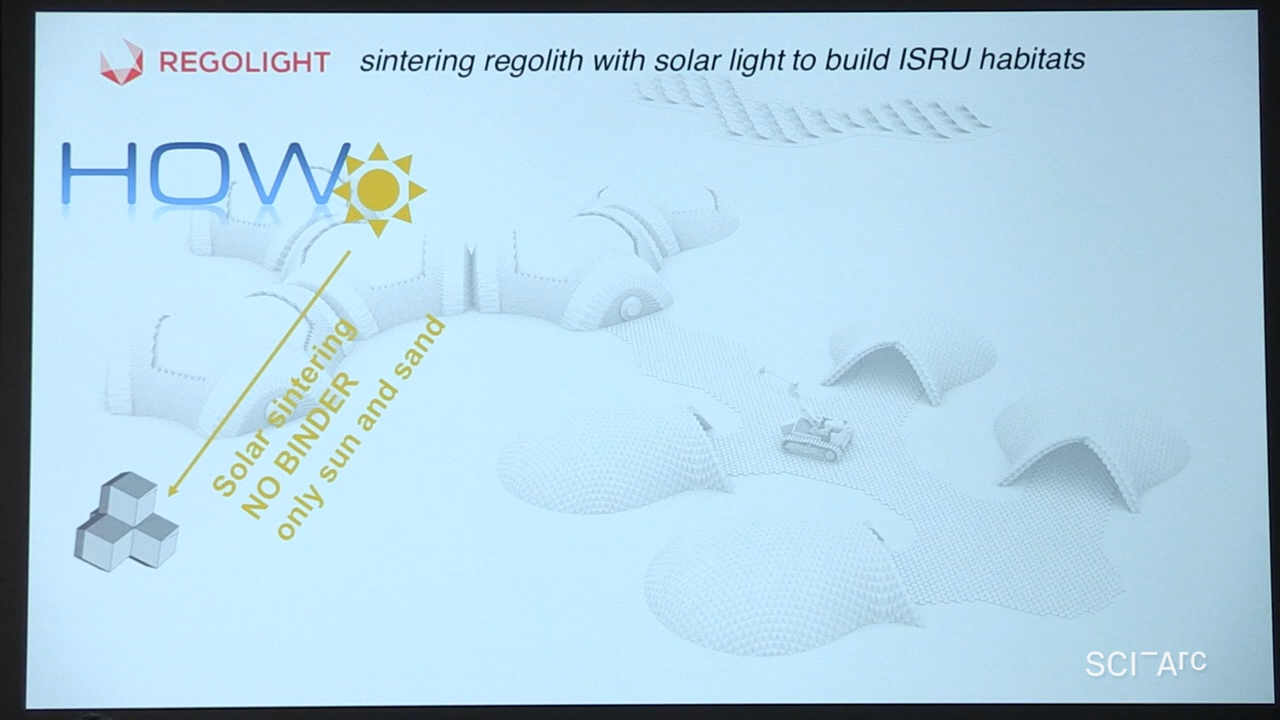 REGOLIGHT sintering regolith with solar light to build ISRU habitats
HOW
Solar sintering
NO BINDER
only sun and sand
SCI-Arc